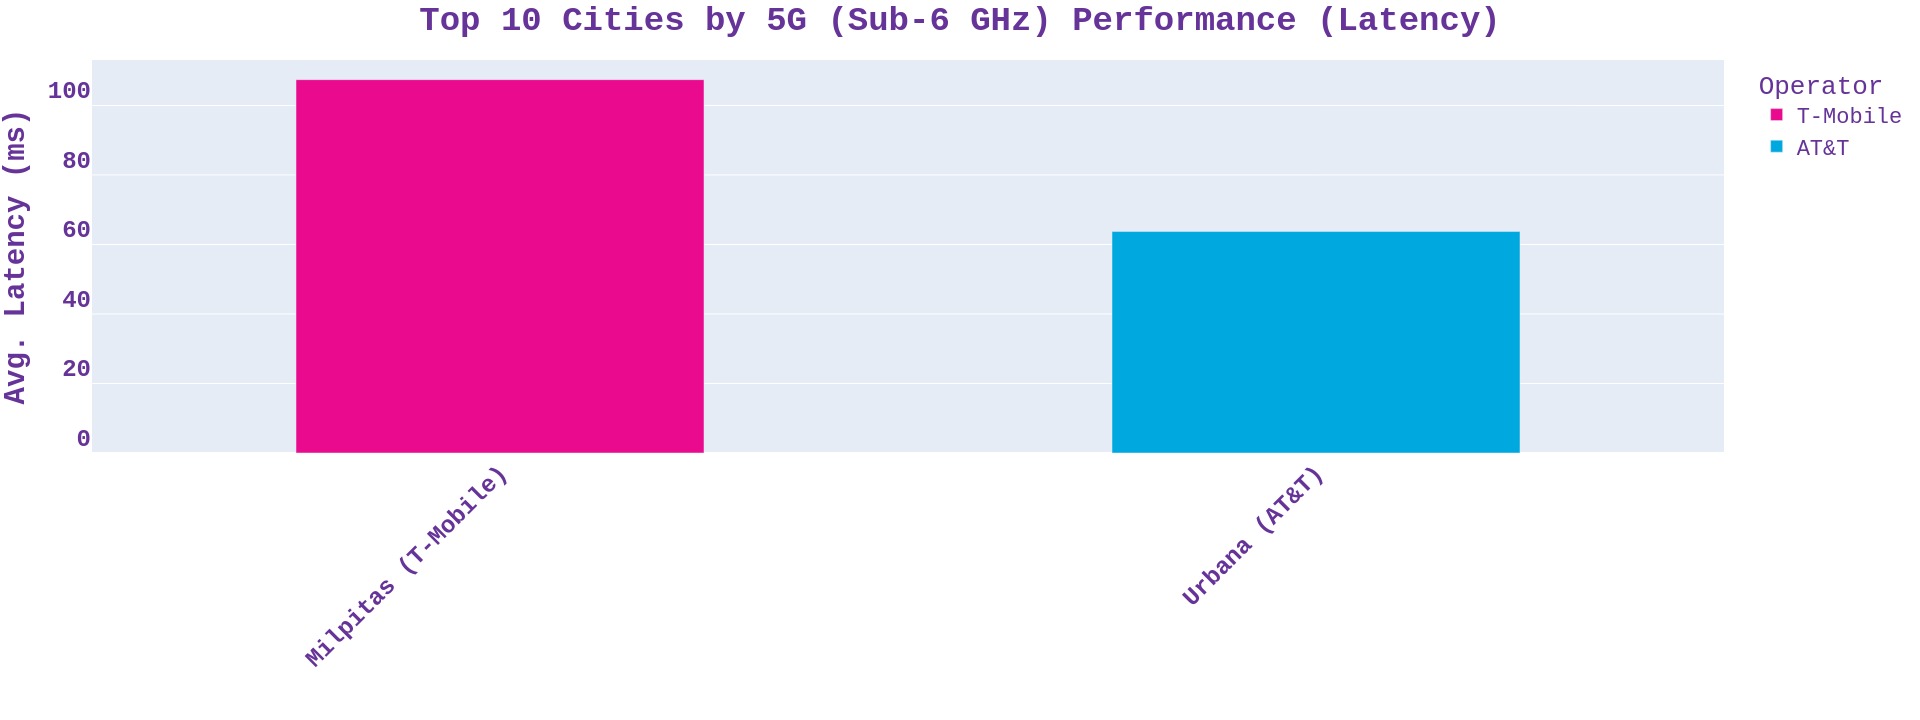 Top 10 Cities by 5G (Sub-6 GHz) Performance (Latency)
Avg. Latency (ms)
100
80
60
40
20
0
Milpitas (T-Mobile)
Urbana (AT&T)
Operator
T-Mobile
AT&T